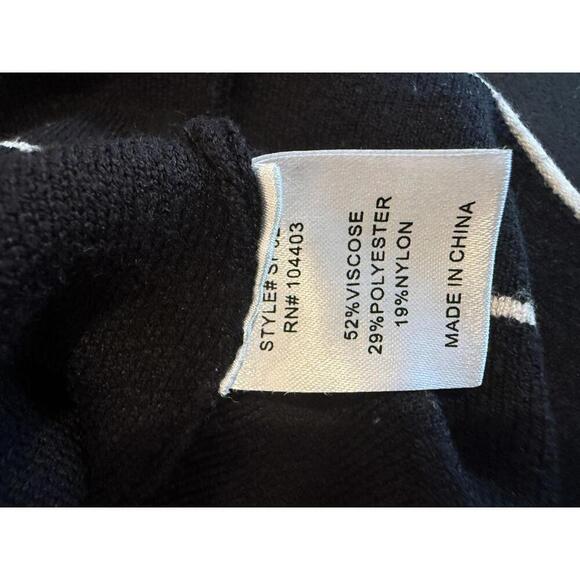 STYLE#
RN# 104403
52%VISCOSE
29%POLYESTER
19%NYLON
MADE IN CHINA